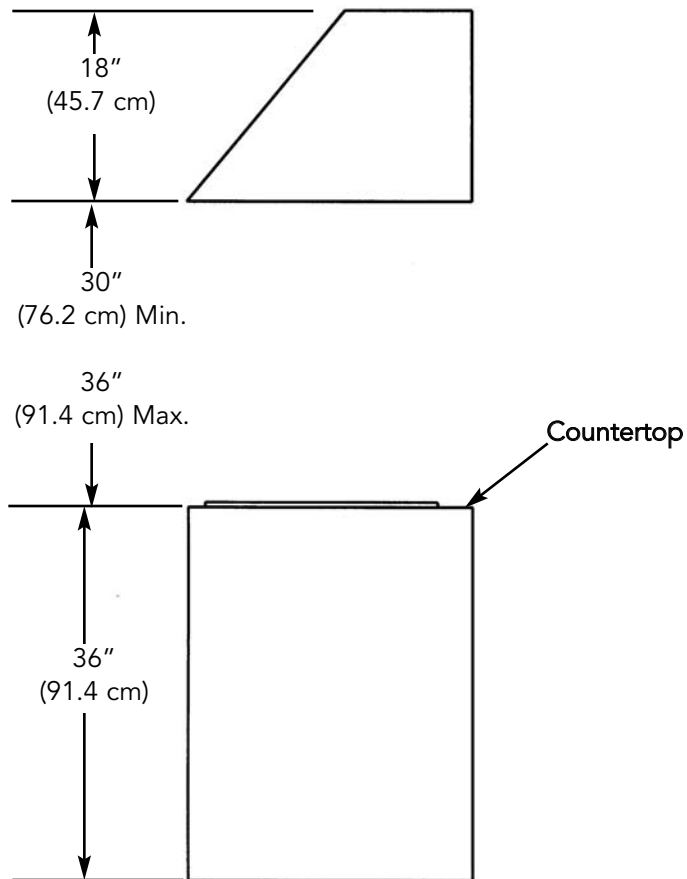 18"
(45.7 cm)
30"
(76.2 cm) Min.
36"
(91.4 cm) Max.
Countertop
36"
(91.4 cm)